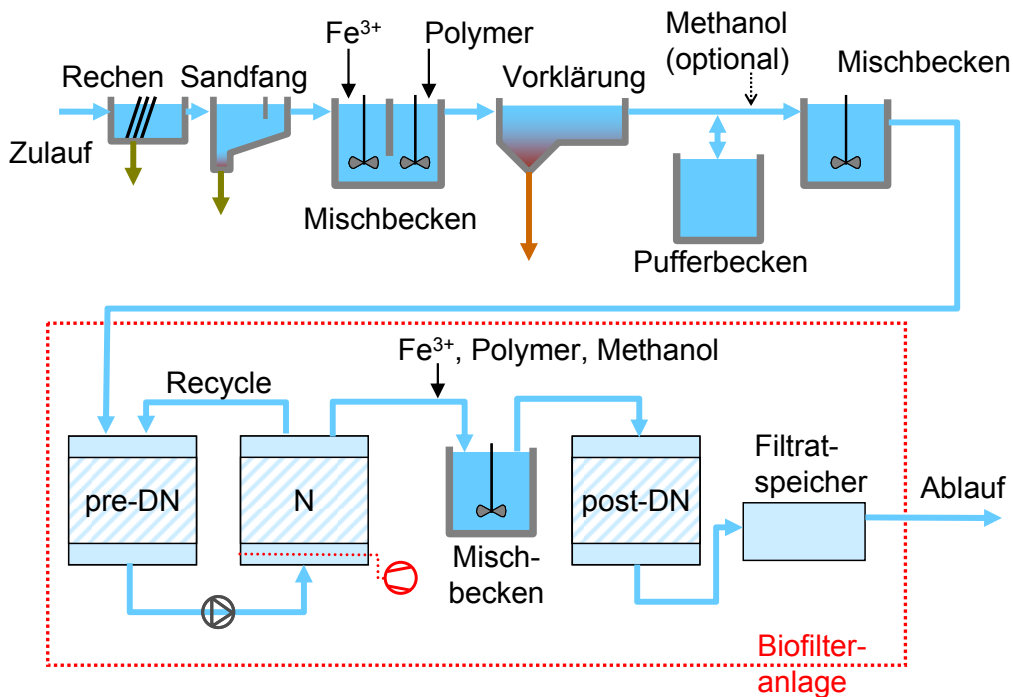 Fe³⁺
Polymer
Methanol
(optional)
Mischbecken
Rechen
Sandfang
Vorklärung
Zulauf
Mischbecken
Pufferbecken
Fe³⁺, Polymer, Methanol
Recycle
Filtrat-
speicher
Ablauf
pre-DN
N
post-DN
Misch-
becken
Biofilter-
anlage